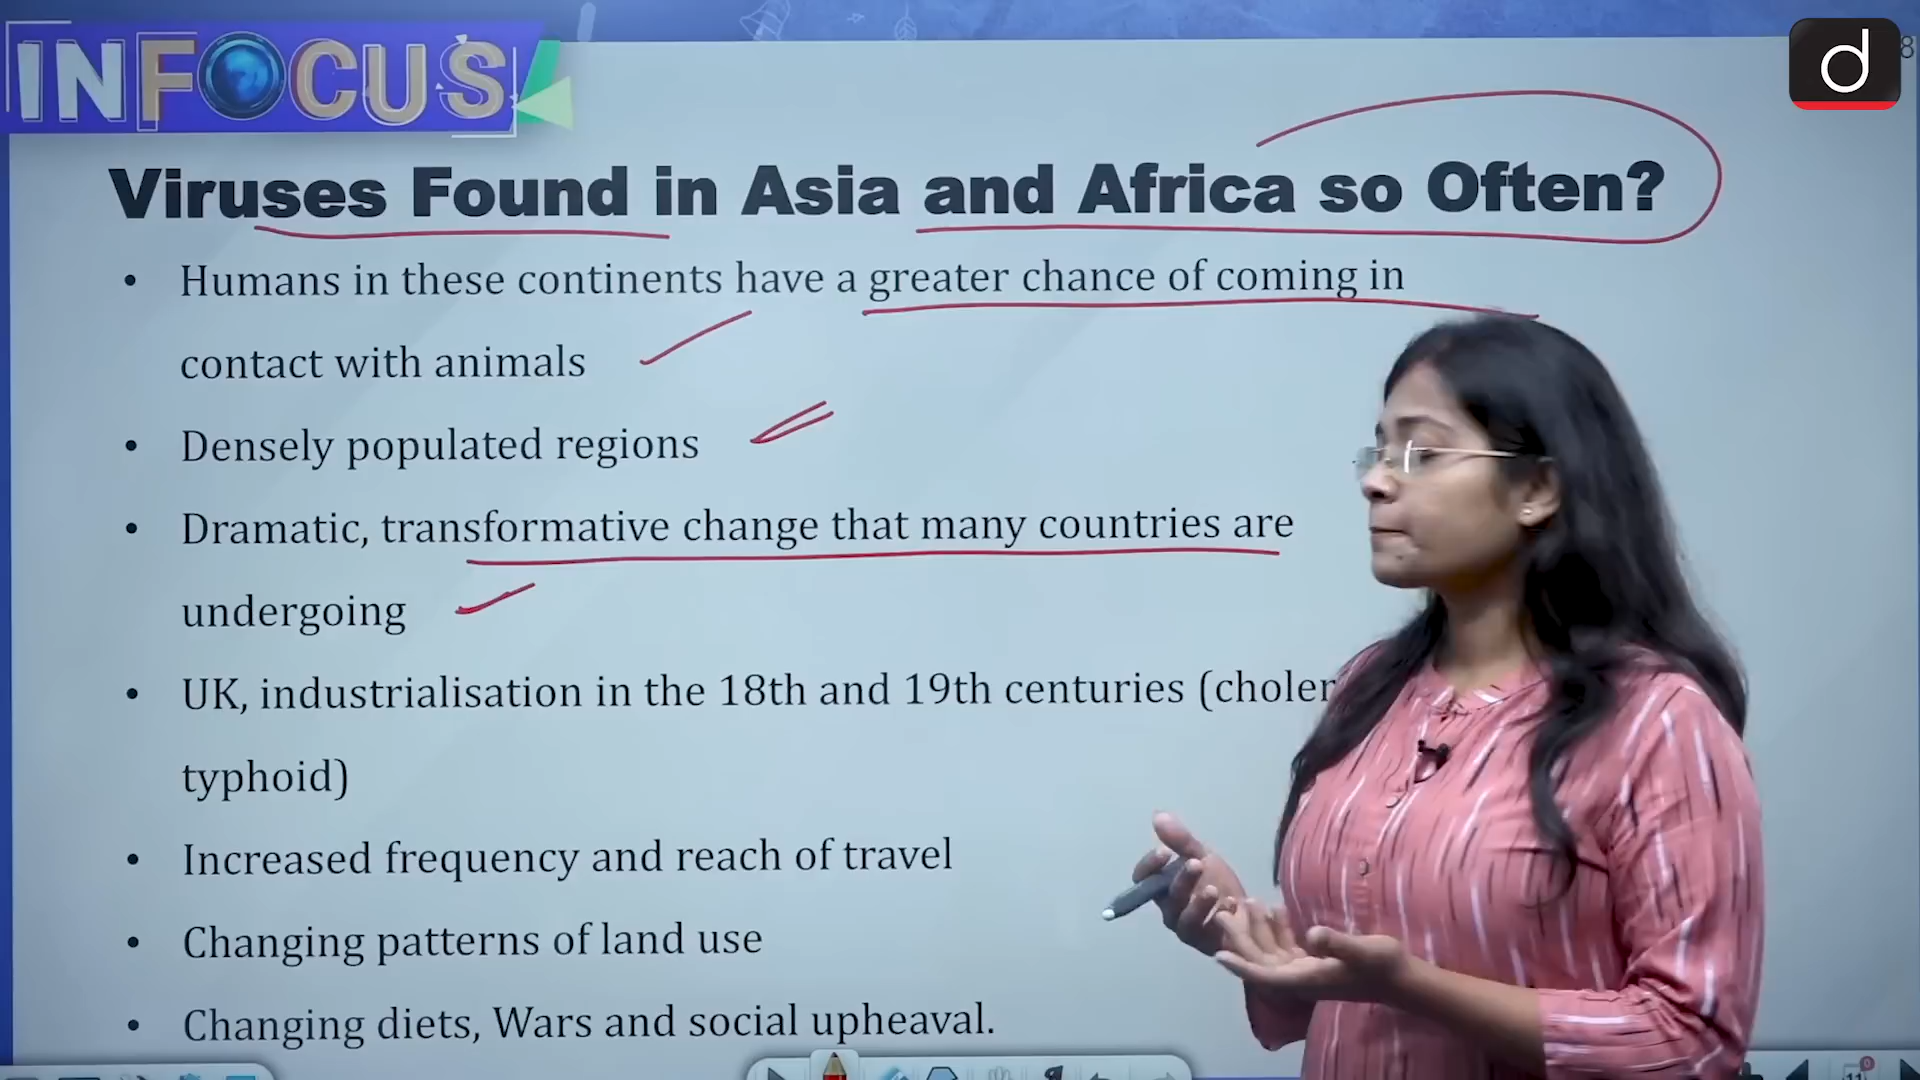 INFOCUS
d
8
Viruses Found in Asia and Africa so Often?
• Humans in these continents have a greater chance of coming in
contact with animals
• Densely populated regions
• Dramatic, transformative change that many countries are
undergoing
• UK, industrialisation in the 18th and 19th centuries (choler
typhoid)
• Increased frequency and reach of travel
• Changing patterns of land use
• Changing diets, Wars and social upheaval.